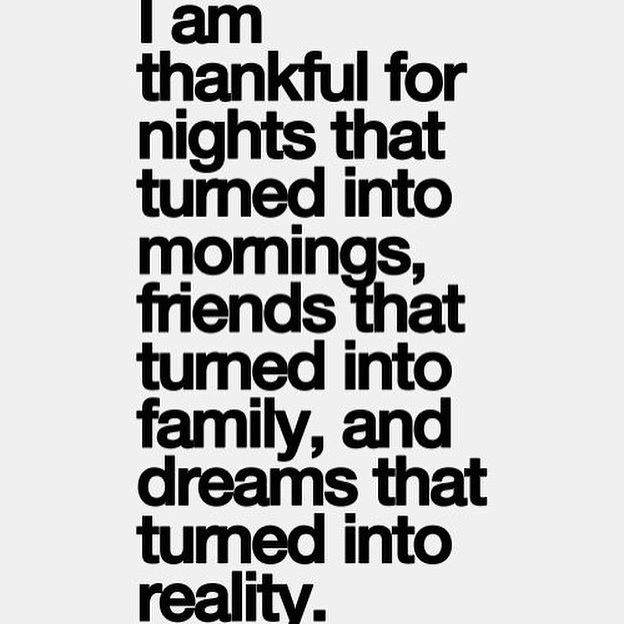 I am
thankful for
nights that
turned into
mornings,
friends that
turned into
family, and
dreams that
turned into
reality.